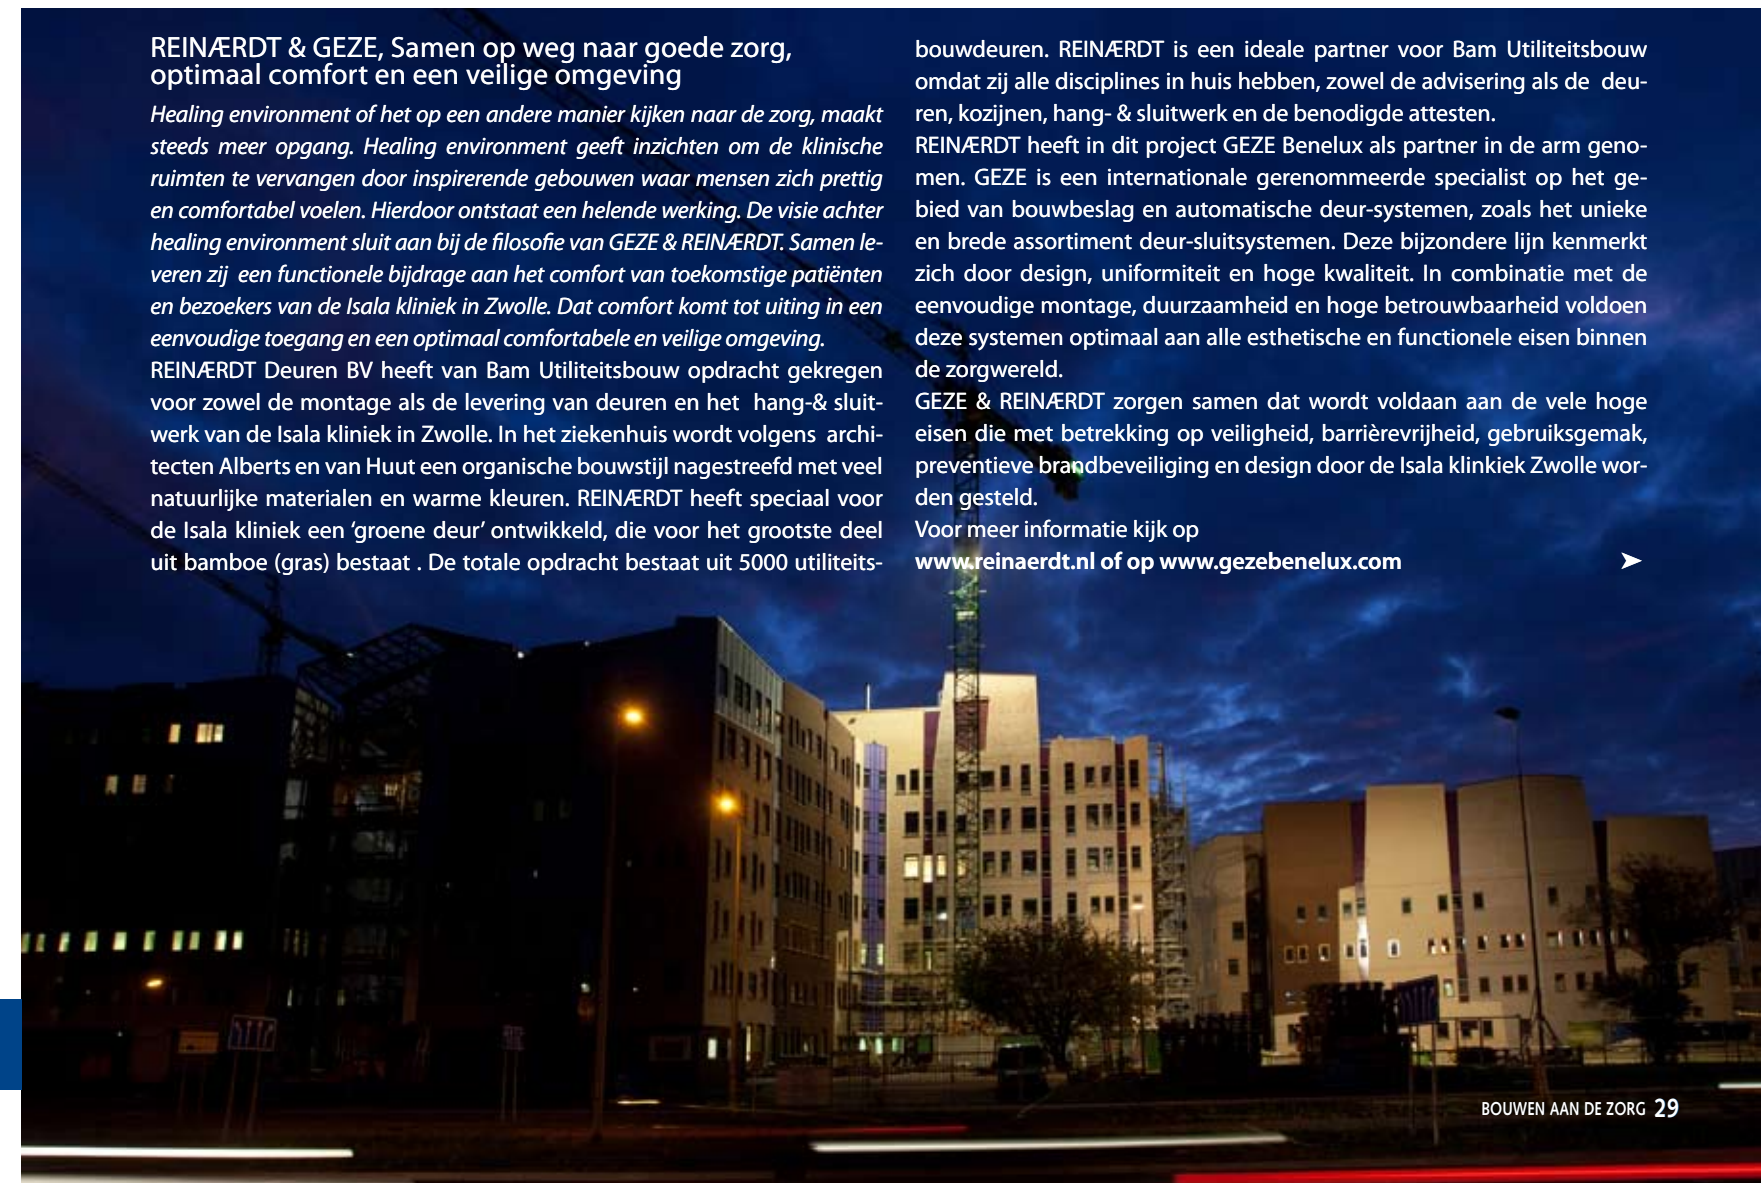 REINÆRDT & GEZE, Samen op weg naar goede zorg,
optimaal comfort en een veilige omgeving
Healing environment of het op een andere manier kijken naar de zorg, maakt
steeds meer opgang. Healing environment geeft inzichten om de klinische
ruimten te vervangen door inspirerende gebouwen waar mensen zich prettig
en comfortabel voelen. Hierdoor ontstaat een helende werking. De visie achter
healing environment sluit aan bij de filosofie van GEZE & REINÆRDT. Samen le-
veren zij een functionele bijdrage aan het comfort van toekomstige patiënten
en bezoekers van de Isala kliniek in Zwolle. Dat comfort komt tot uiting in een
eenvoudige toegang en een optimaal comfortabele en veilige omgeving.
REINÆRDT Deuren BV heeft van Bam Utiliteitsbouw opdracht gekregen
voor zowel de montage als de levering van deuren en het hang-& sluit-
werk van de Isala kliniek in Zwolle. In het ziekenhuis wordt volgens archi-
tecten Alberts en van Huut een organische bouwstijl nagestreefd met veel
natuurlijke materialen en warme kleuren. REINÆRDT heeft speciaal voor
de Isala kliniek een ‘groene deur’ ontwikkeld, die voor het grootste deel
uit bamboe (gras) bestaat . De totale opdracht bestaat uit 5000 utiliteits-
bouwdeuren. REINÆRDT is een ideale partner voor Bam Utiliteitsbouw
omdat zij alle disciplines in huis hebben, zowel de advisering als de deu-
ren, kozijnen, hang- & sluitwerk en de benodigde attesten.
REINÆRDT heeft in dit project GEZE Benelux als partner in de arm geno-
men. GEZE is een internationale gerenommeerde specialist op het ge-
bied van bouwbeslag en automatische deur-systemen, zoals het unieke
en brede assortiment deur-sluitsystemen. Deze bijzondere lijn kenmerkt
zich door design, uniformiteit en hoge kwaliteit. In combinatie met de
eenvoudige montage, duurzaamheid en hoge betrouwbaarheid voldoen
deze systemen optimaal aan alle esthetische en functionele eisen binnen
de zorgwereld.
GEZE & REINÆRDT zorgen samen dat wordt voldaan aan de vele hoge
eisen die met betrekking op veiligheid, barrièrevrijheid, gebruiksgemak,
preventieve brandbeveiliging en design door de Isala klinkiek Zwolle wor-
den gesteld.
Voor meer informatie kijk op
www.reinaerdt.nl of op www.gezebenelux.com ➤
BOUWEN AAN DE ZORG 29